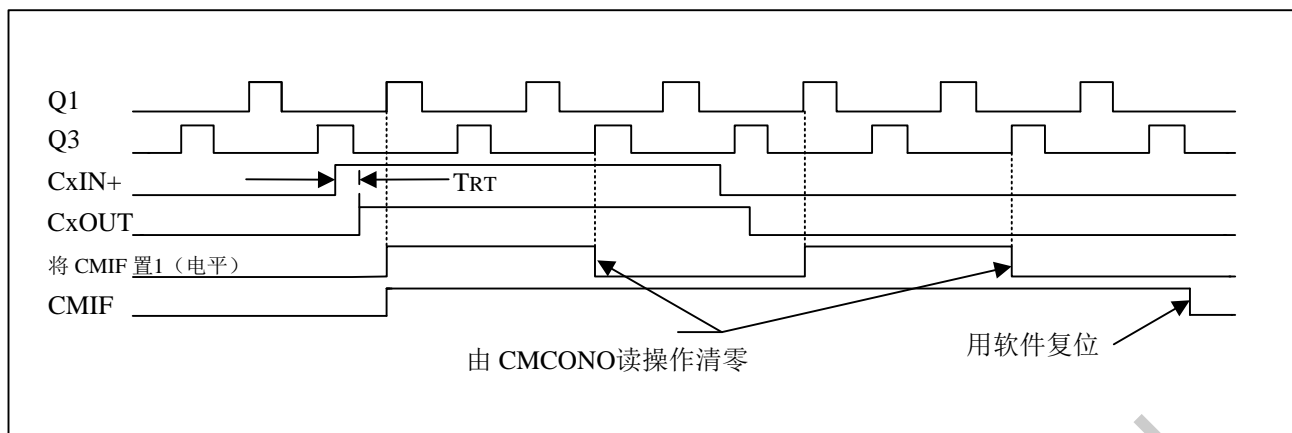 Q1
Q3
CxIN+
TRT
CxOUT
将 CMIF 置1（电平）
CMIF
由 CMCONO读操作清零
用软件复位